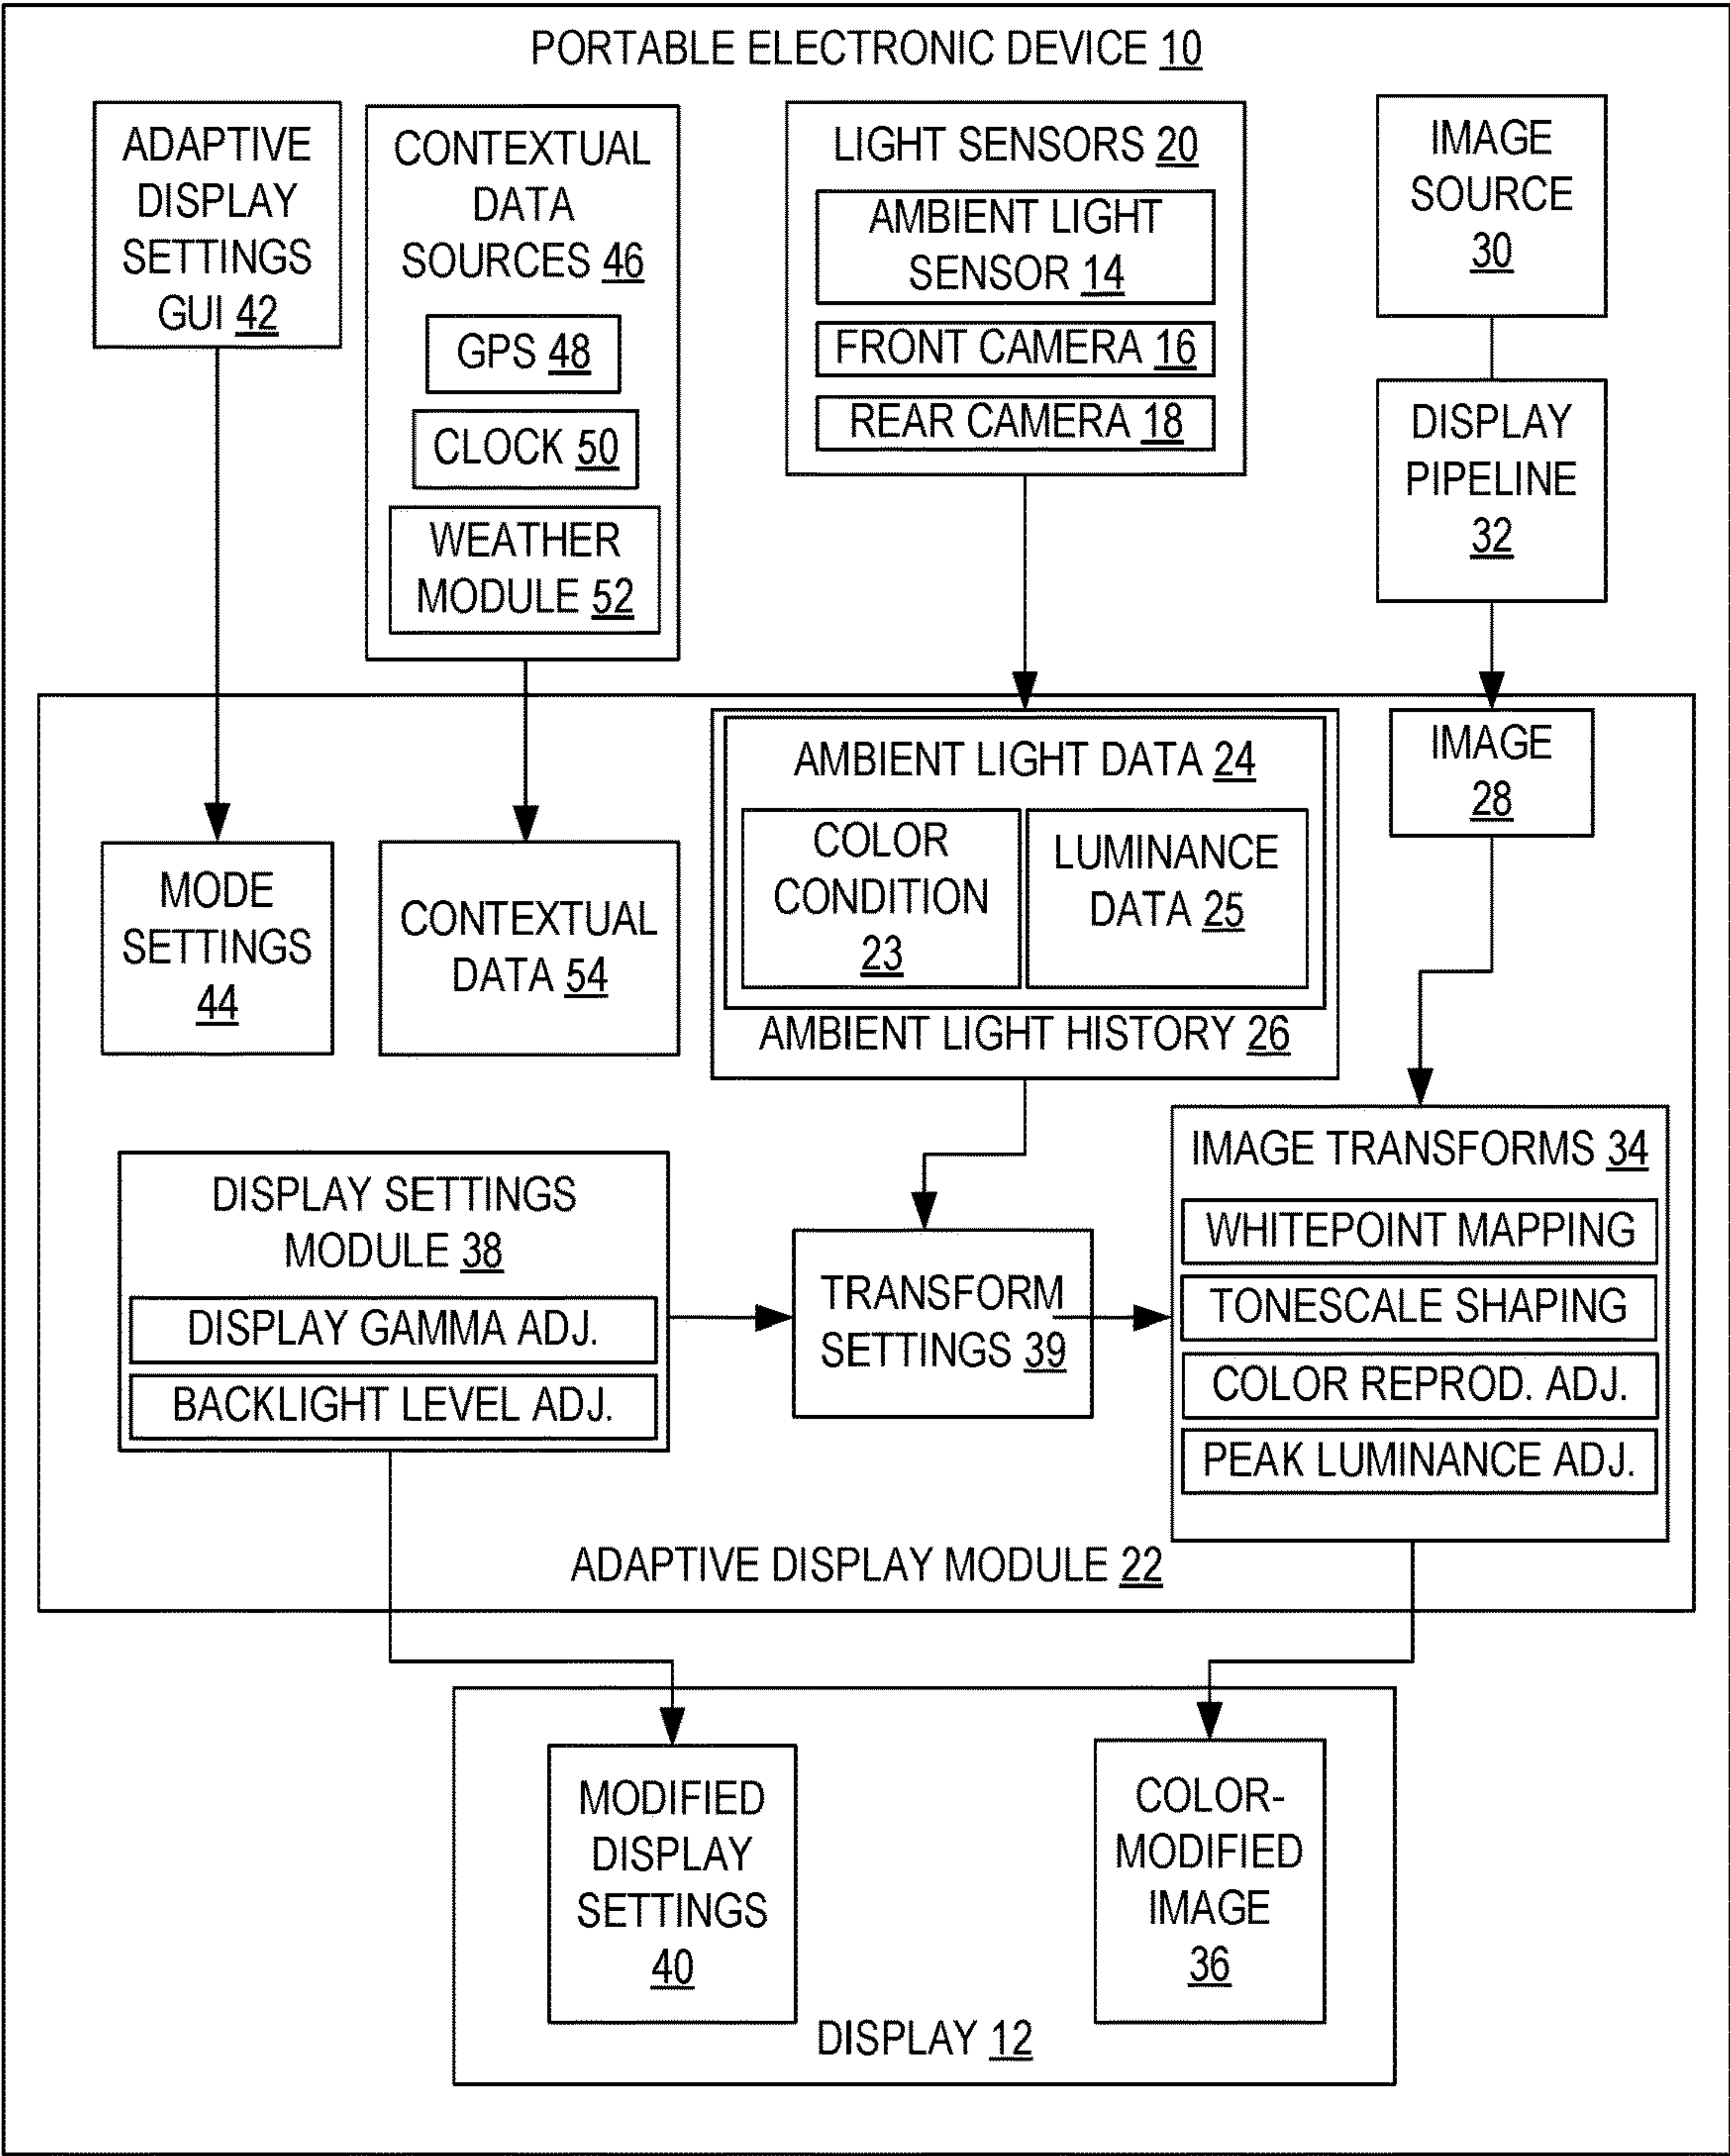 PORTABLE ELECTRONIC DEVICE 10
ADAPTIVE
DISPLAY
SETTINGS
GUI 42
CONTEXTUAL
DATA
SOURCES 46
GPS 48
CLOCK 50
WEATHER
MODULE 52
LIGHT SENSORS 20
AMBIENT LIGHT
SENSOR 14
FRONT CAMERA 16
REAR CAMERA 18
IMAGE
SOURCE
30
DISPLAY
PIPELINE
32
MODE
SETTINGS
44
CONTEXTUAL
DATA 54
AMBIENT LIGHT DATA 24
COLOR
CONDITION
23
LUMINANCE
DATA 25
AMBIENT LIGHT HISTORY 26
IMAGE
28
DISPLAY SETTINGS
MODULE 38
DISPLAY GAMMA ADJ.
BACKLIGHT LEVEL ADJ.
TRANSFORM
SETTINGS 39
IMAGE TRANSFORMS 34
WHITEPOINT MAPPING
TONESCALE SHAPING
COLOR REPROD. ADJ.
PEAK LUMINANCE ADJ.
ADAPTIVE DISPLAY MODULE 22
MODIFIED
DISPLAY
SETTINGS
40
COLOR-
MODIFIED
IMAGE
36
DISPLAY 12